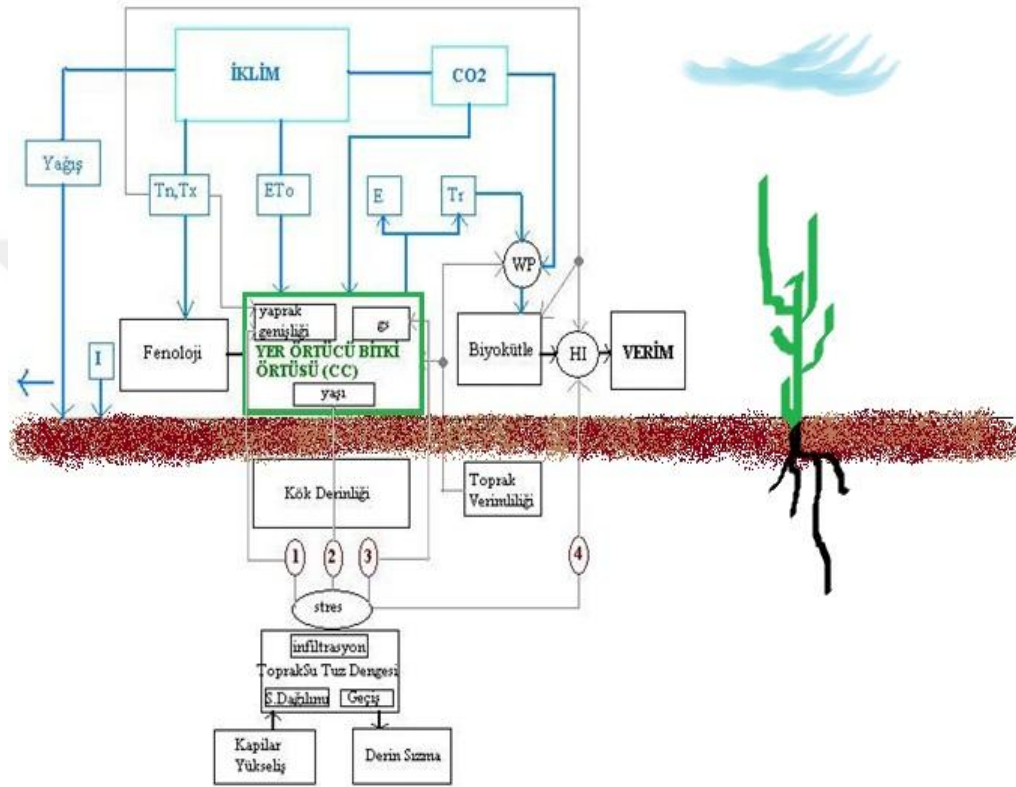 İKLİM
CO2
Yağış
Tn,Tx
ETo
E
Tr
WP
yaprak
genişliği
gs
YER ÖRTÜCÜ BİTKİ
ÖRTÜSÜ (CC)
yaşı
Fenoloji
I
Biyokütle
HI
VERİM
Kök Derinliği
Toprak
Verimliliği
1
2
3
4
stres
infiltrasyon
ToprakSu Tuz Dengesi
S.Dağılımı
Geçiş
Kapilar
Yükseliş
Derin Sızma